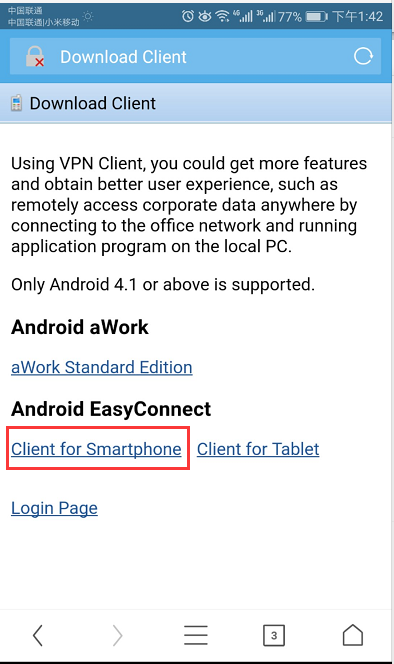 中国联通
中国联通|小米移动 4G 3G 77% 下午1:42
Download Client
Download Client
Using VPN Client, you could get more features
and obtain better user experience, such as
remotely access corporate data anywhere by
connecting to the office network and running
application program on the local PC.
Only Android 4.1 or above is supported.
Android aWork
aWork Standard Edition
Android EasyConnect
Client for Smartphone Client for Tablet
Login Page
3